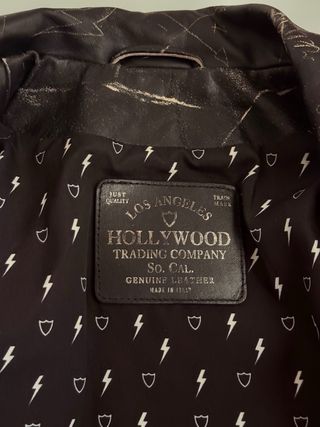 JUST QUALITY
TRADE MARK
LOS ANGELES
HOLLYWOOD
TRADING COMPANY
SO. CAL.
GENUINE LEATHER
MADE IN ITALY